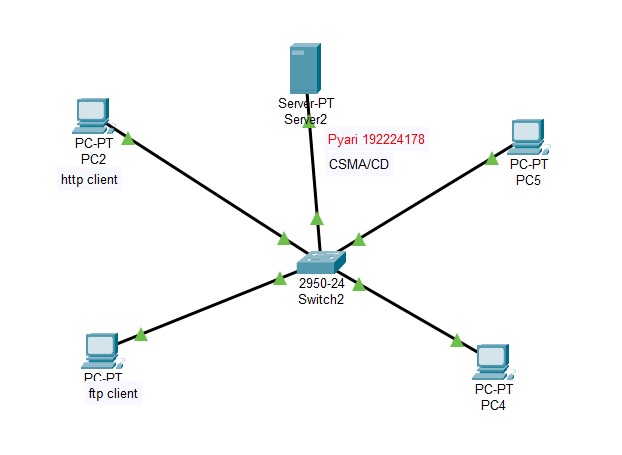 Server-PT
Server2
Pyari 192224178
CSMA/CD
PC-PT
PC2
http client
PC-PT
PC5
2950-24
Switch2
PC-PT
ftp client
PC-PT
PC4